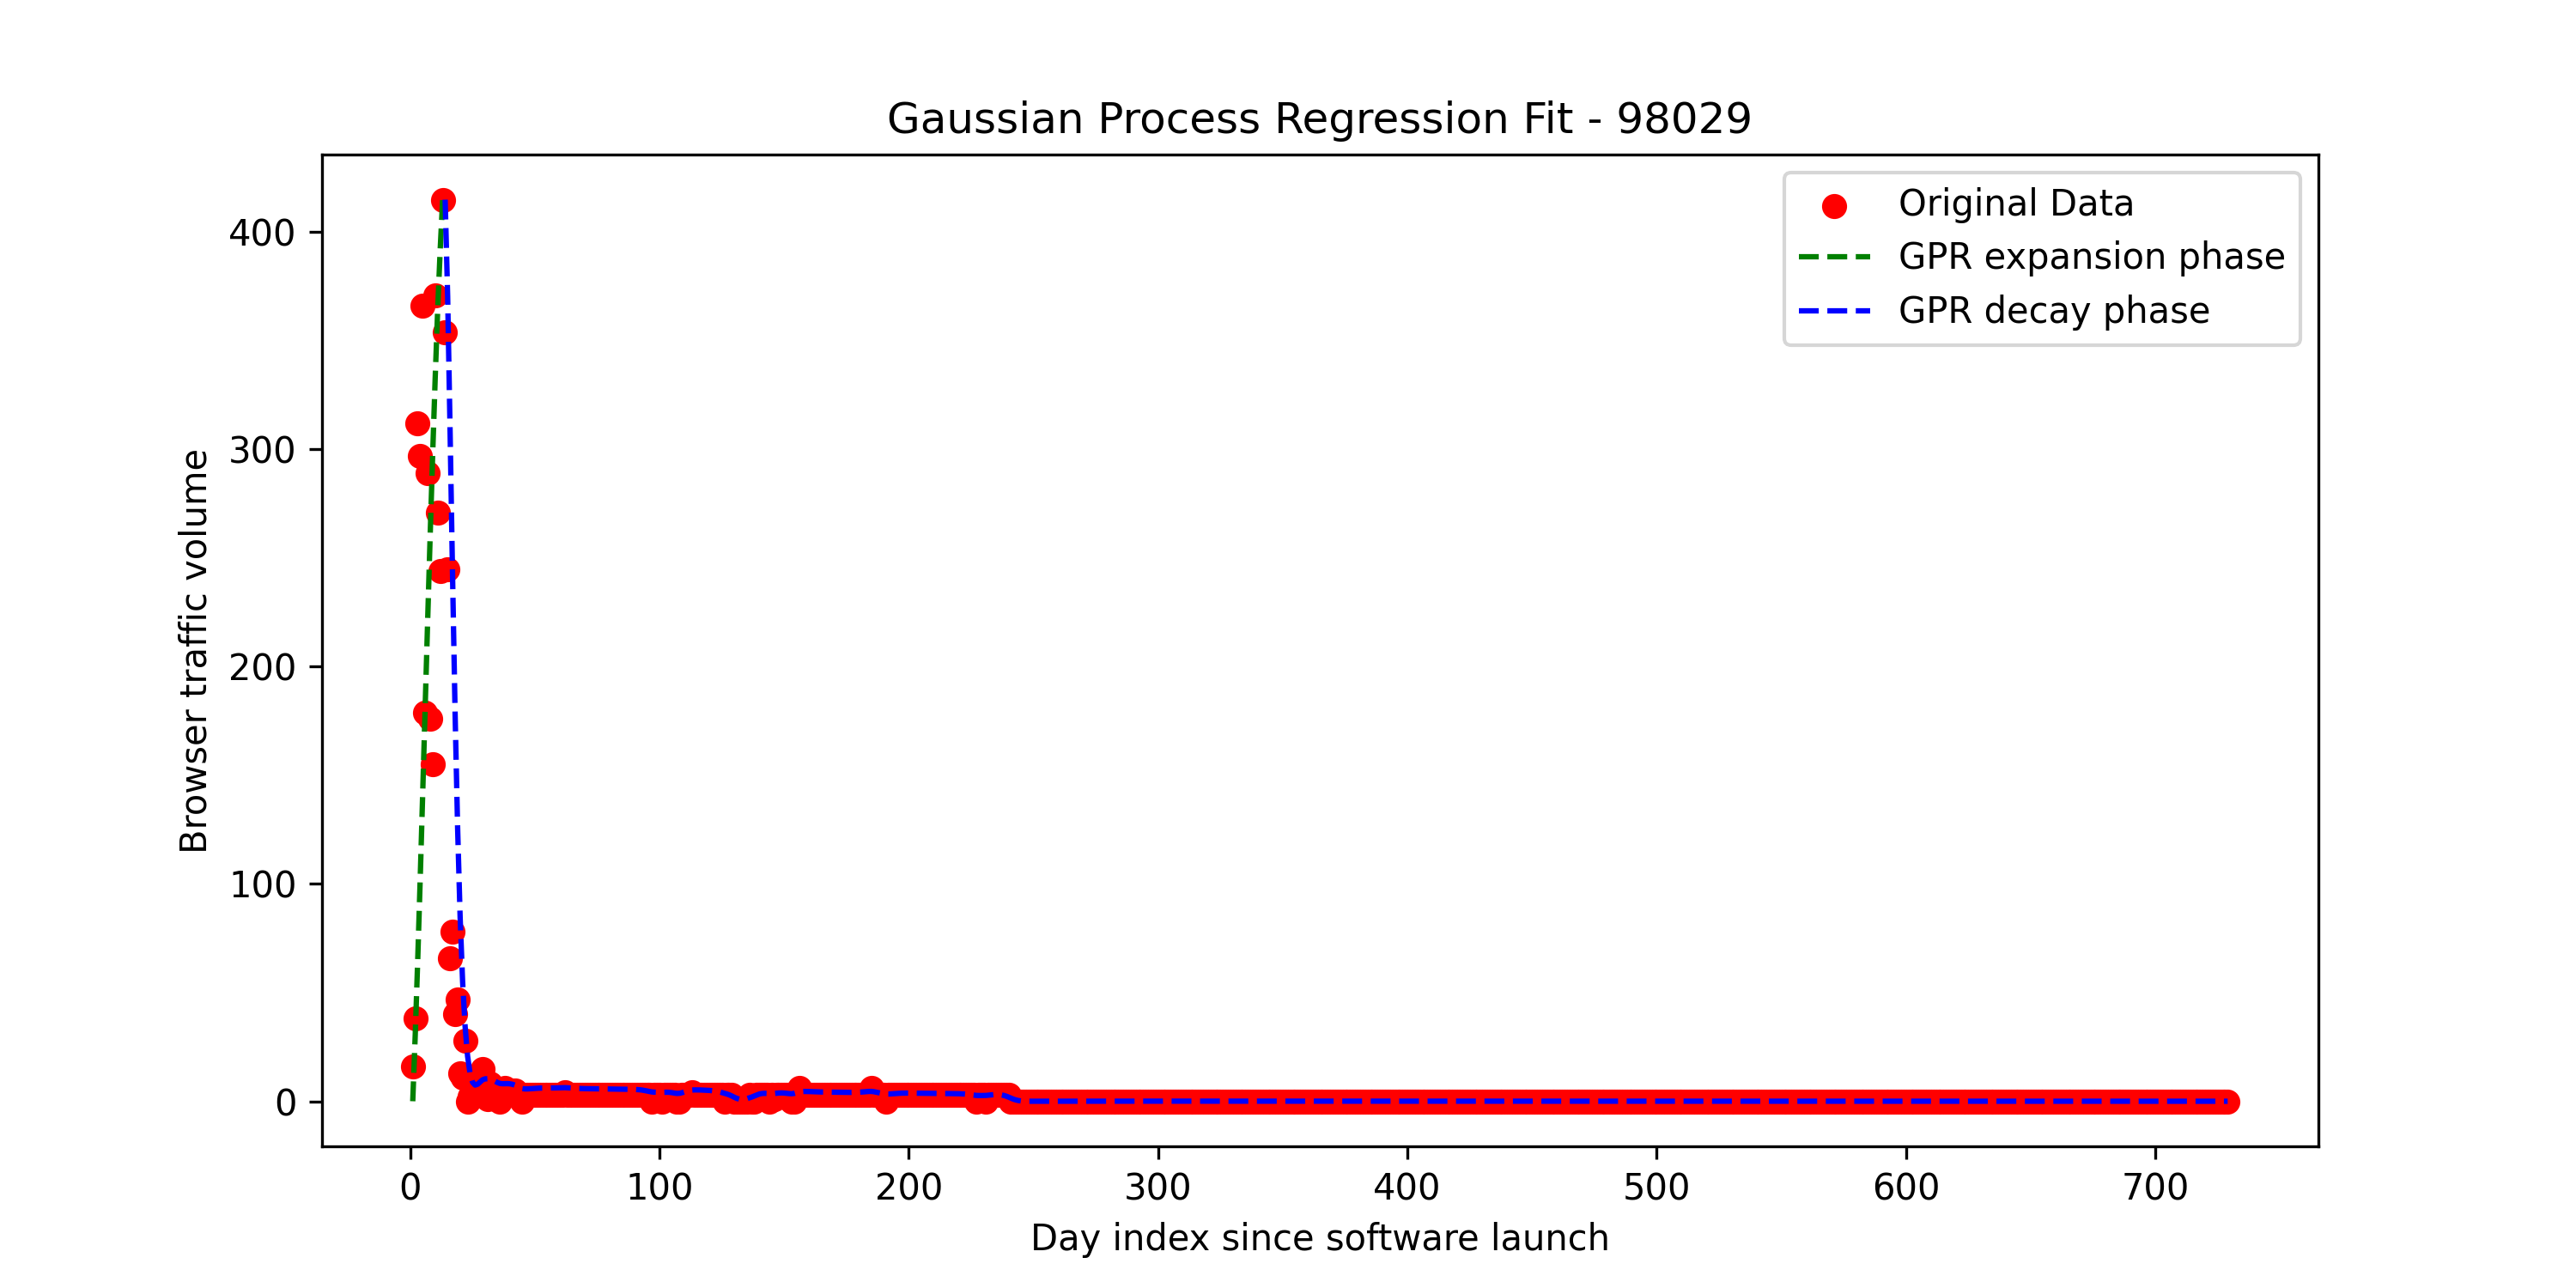 Gaussian Process Regression Fit - 98029
Original Data
GPR expansion phase
GPR decay phase
Browser traffic volume
400
300
200
100
0
0 100 200 300 400 500 600 700
Day index since software launch